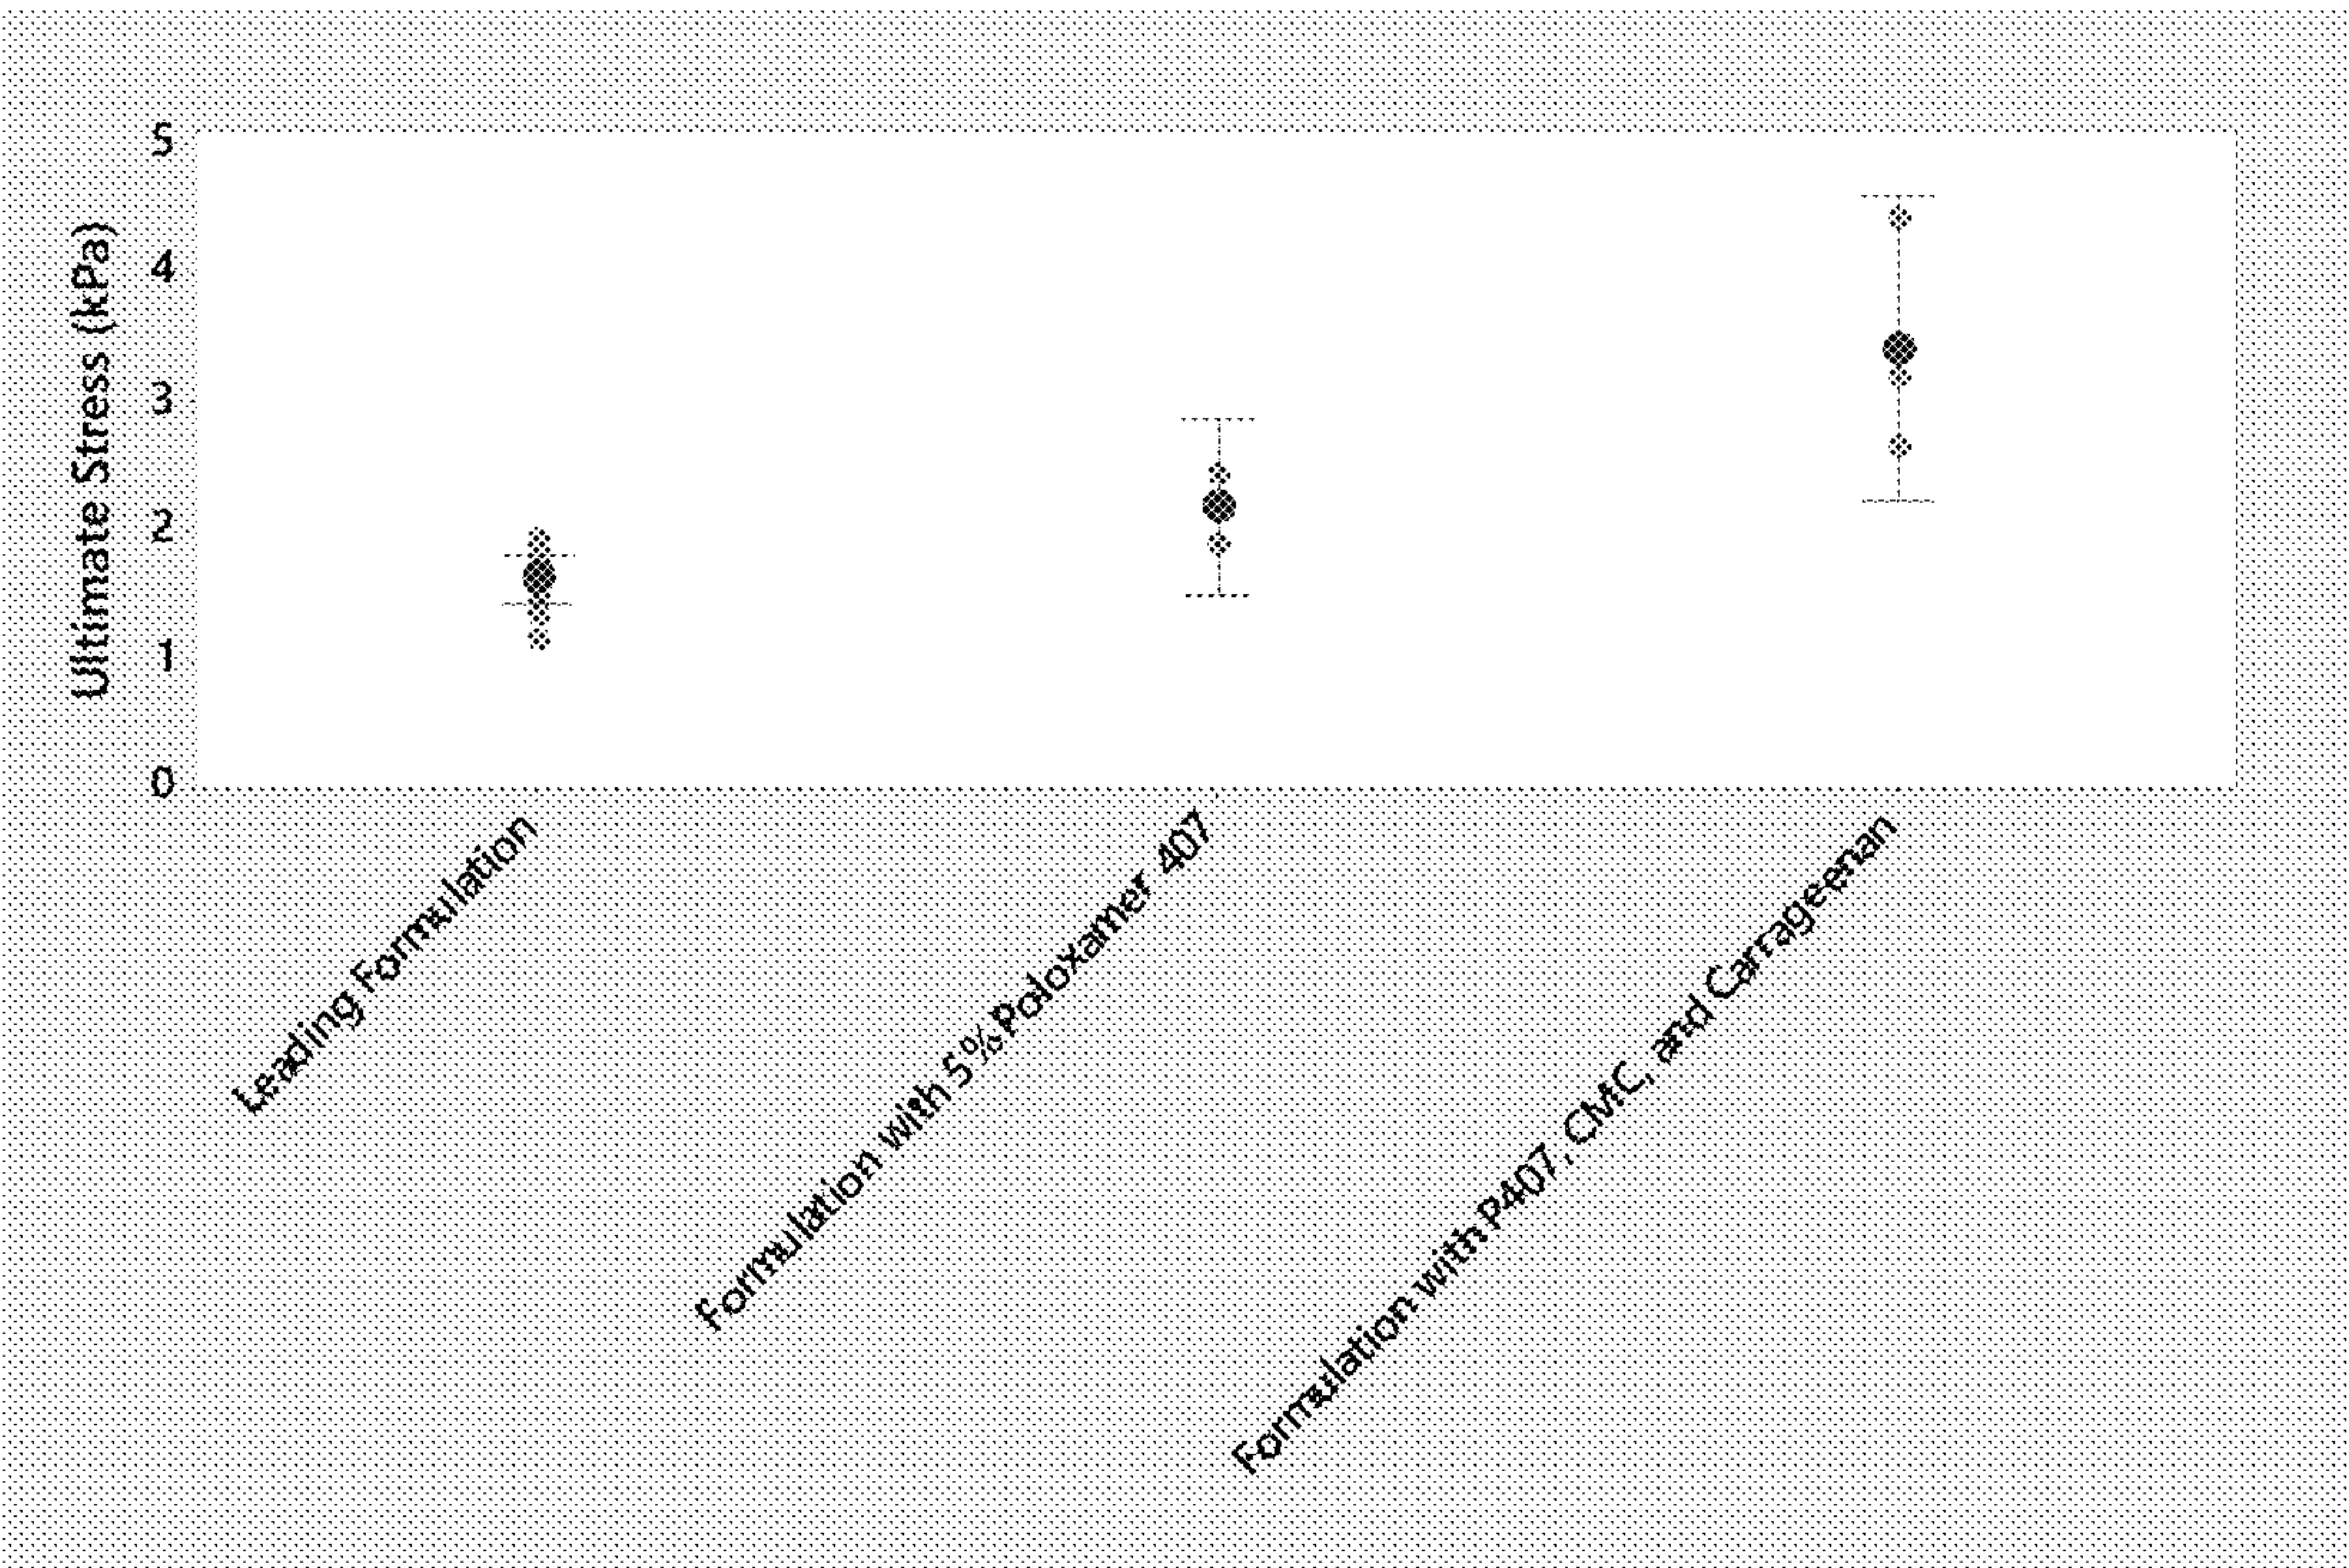 Ultimate Stress (kPa)
5
4
3
2
1
0
Leading Formulation
Formulation with 5% Poloxamer 407
Formulation with P407, CMC, and Carrageenan